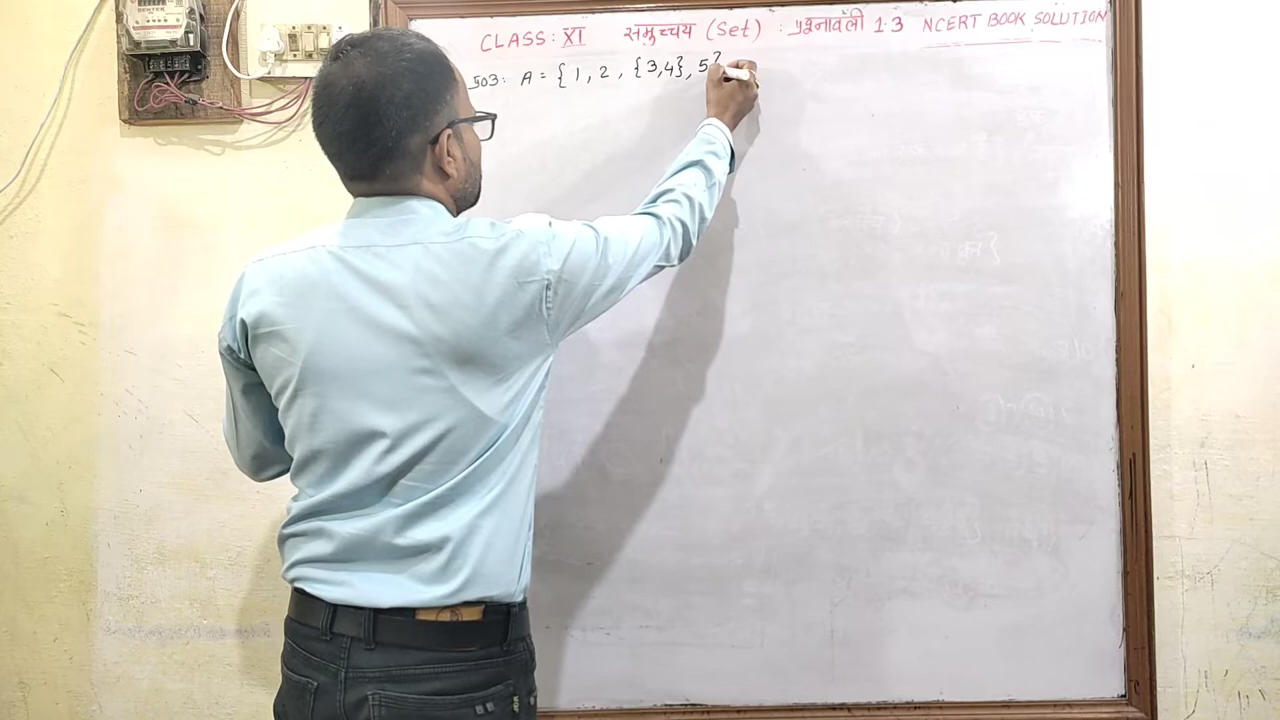 CLASS: XI समुच्चय (Set) : प्रश्नावली 1.3 NCERT BOOK SOLUTION
प्र03: A = {1, 2, {3,4}, 5}